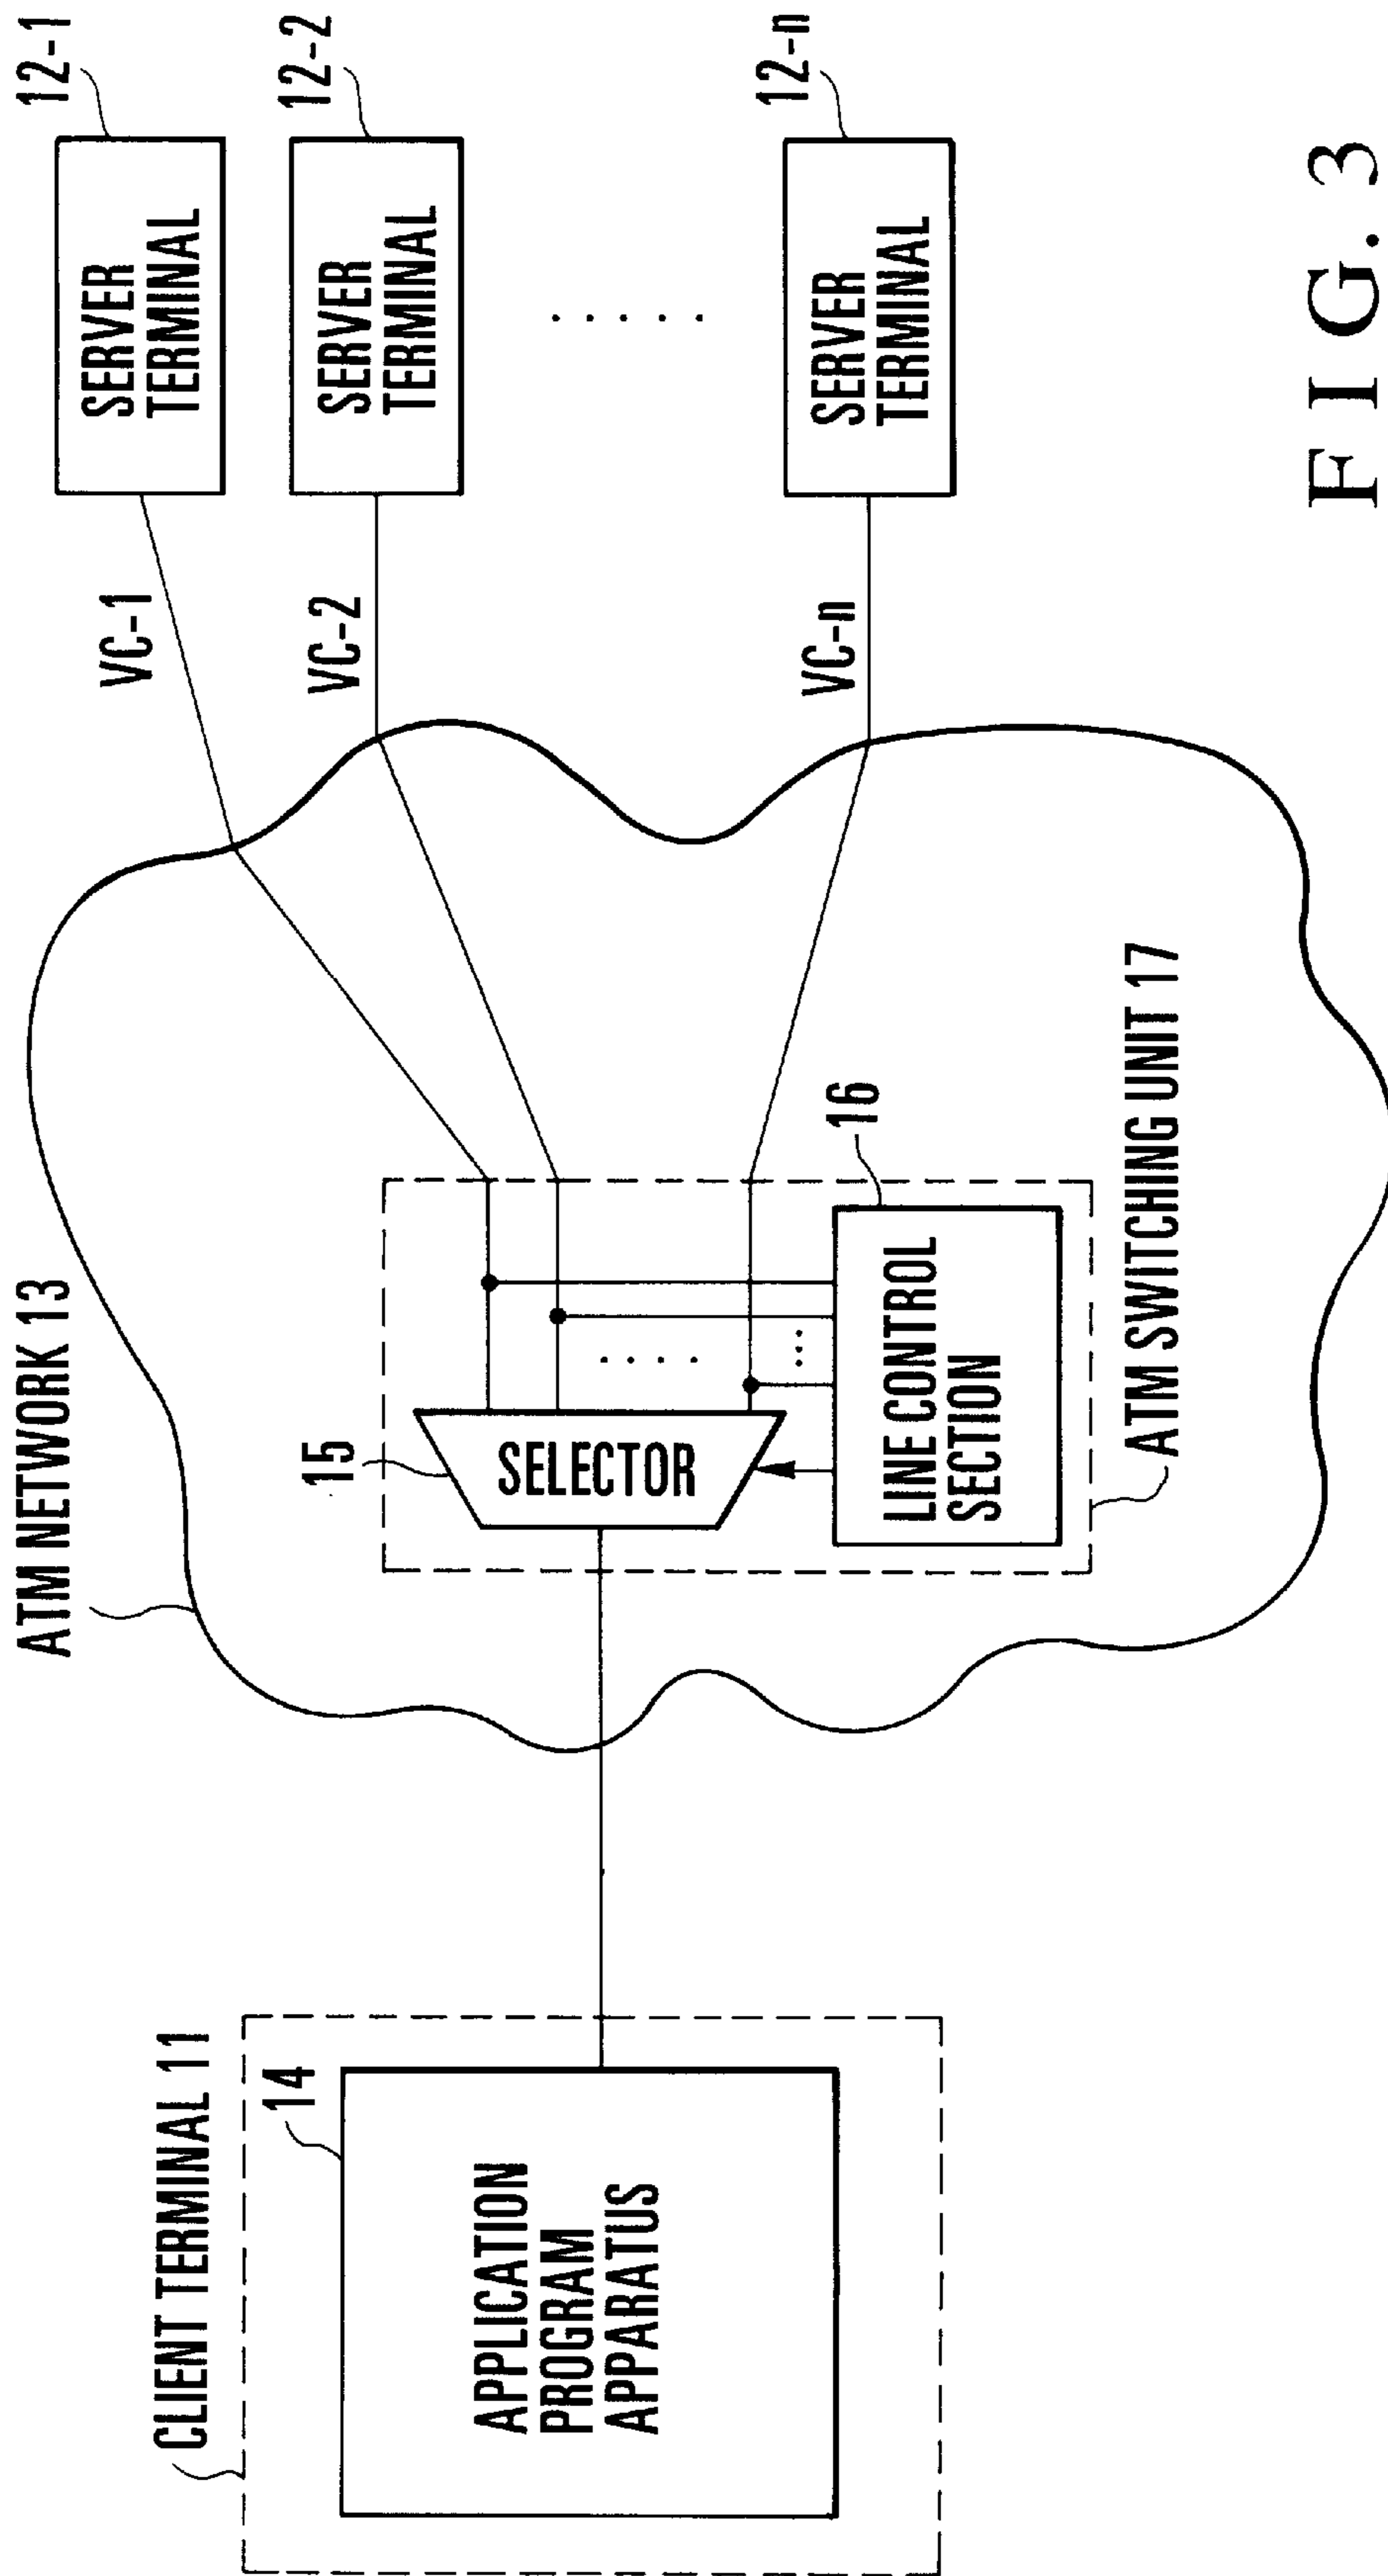 CLIENT TERMINAL 11
14
APPLICATION
PROGRAM
APPARATUS
ATM NETWORK 13
15
SELECTOR
16
LINE CONTROL
SECTION
ATM SWITCHING UNIT 17
VC-1
VC-2
VC-n
12-1
SERVER
TERMINAL
12-2
SERVER
TERMINAL
12-n
SERVER
TERMINAL
FIG. 3